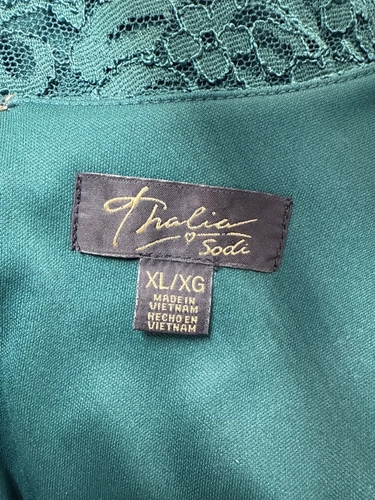 Thalia
Sodi
XL/XG
MADE IN
VIETNAM
HECHO EN
VIETNAM